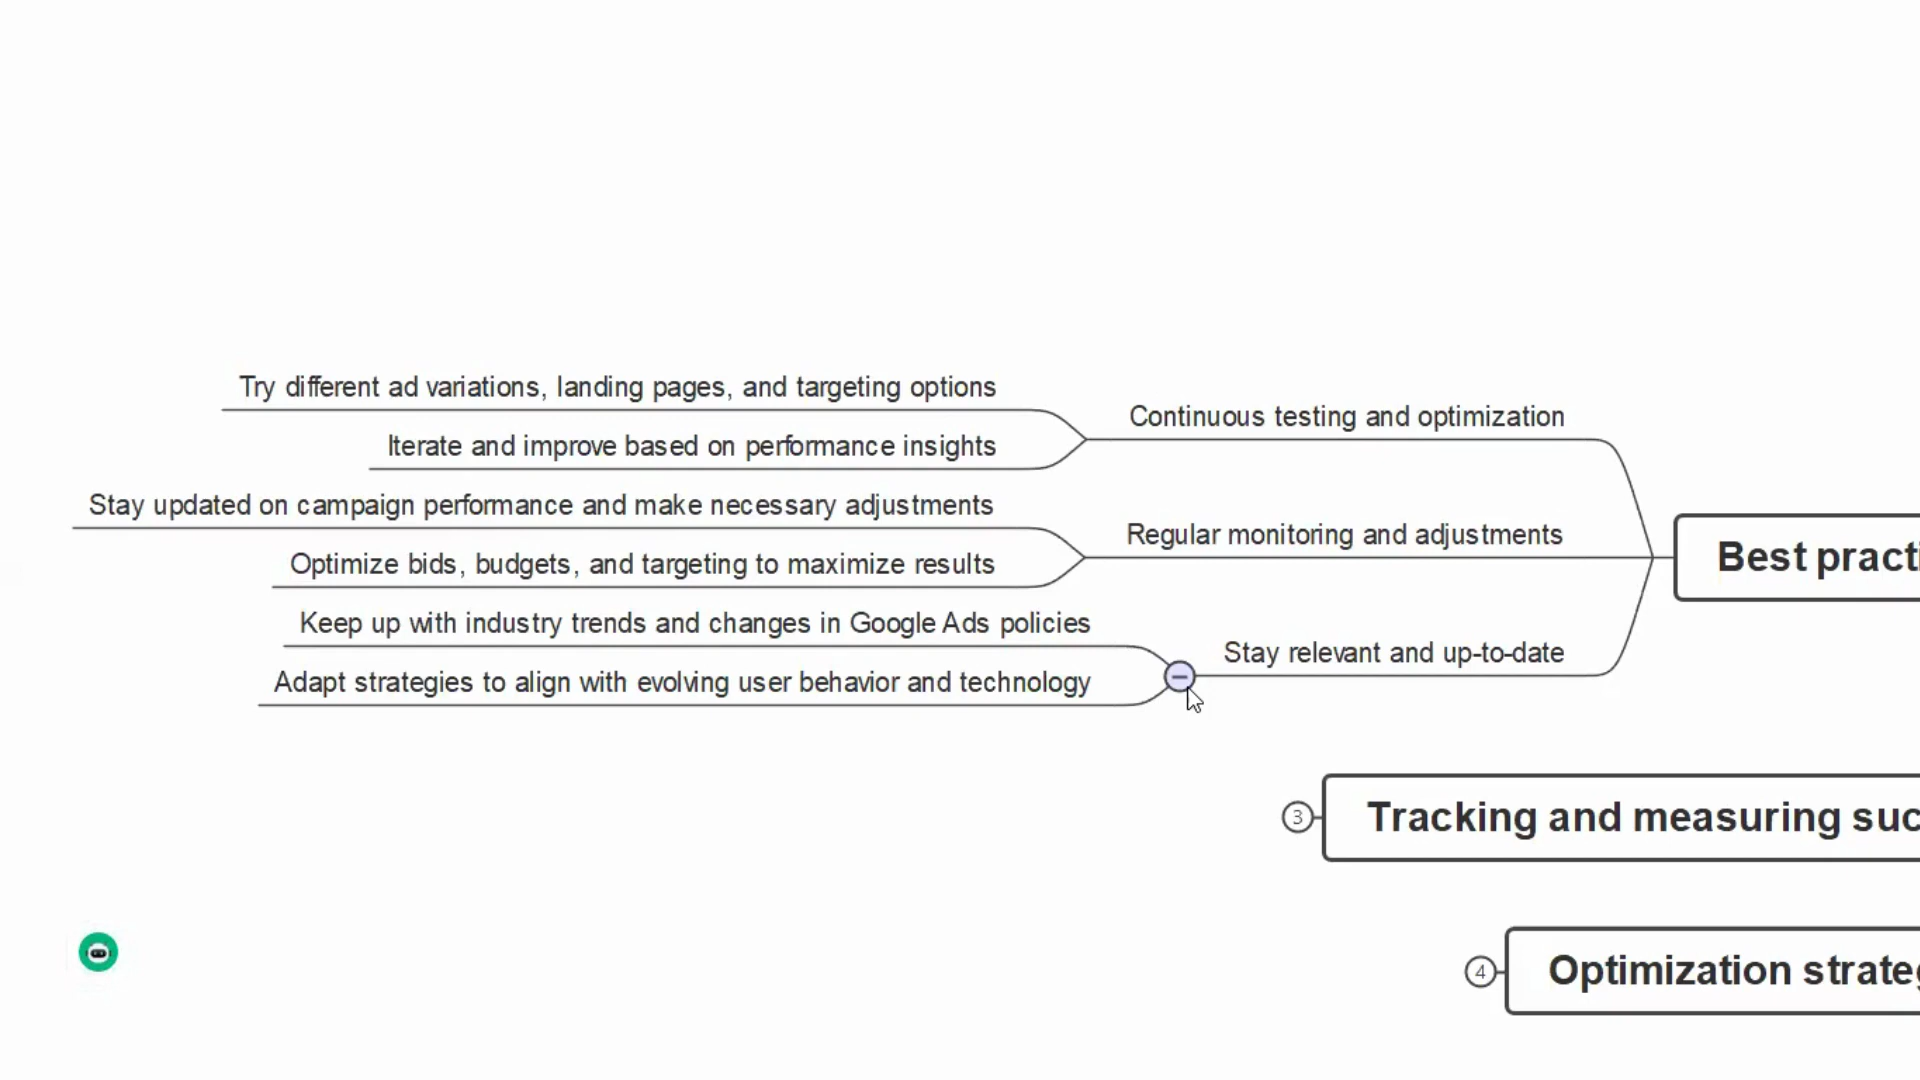 Try different ad variations, landing pages, and targeting options
Iterate and improve based on performance insights
Continuous testing and optimization
Stay updated on campaign performance and make necessary adjustments
Optimize bids, budgets, and targeting to maximize results
Regular monitoring and adjustments
Keep up with industry trends and changes in Google Ads policies
Adapt strategies to align with evolving user behavior and technology
Stay relevant and up-to-date
Best practi
3
Tracking and measuring suc
4
Optimization strateg